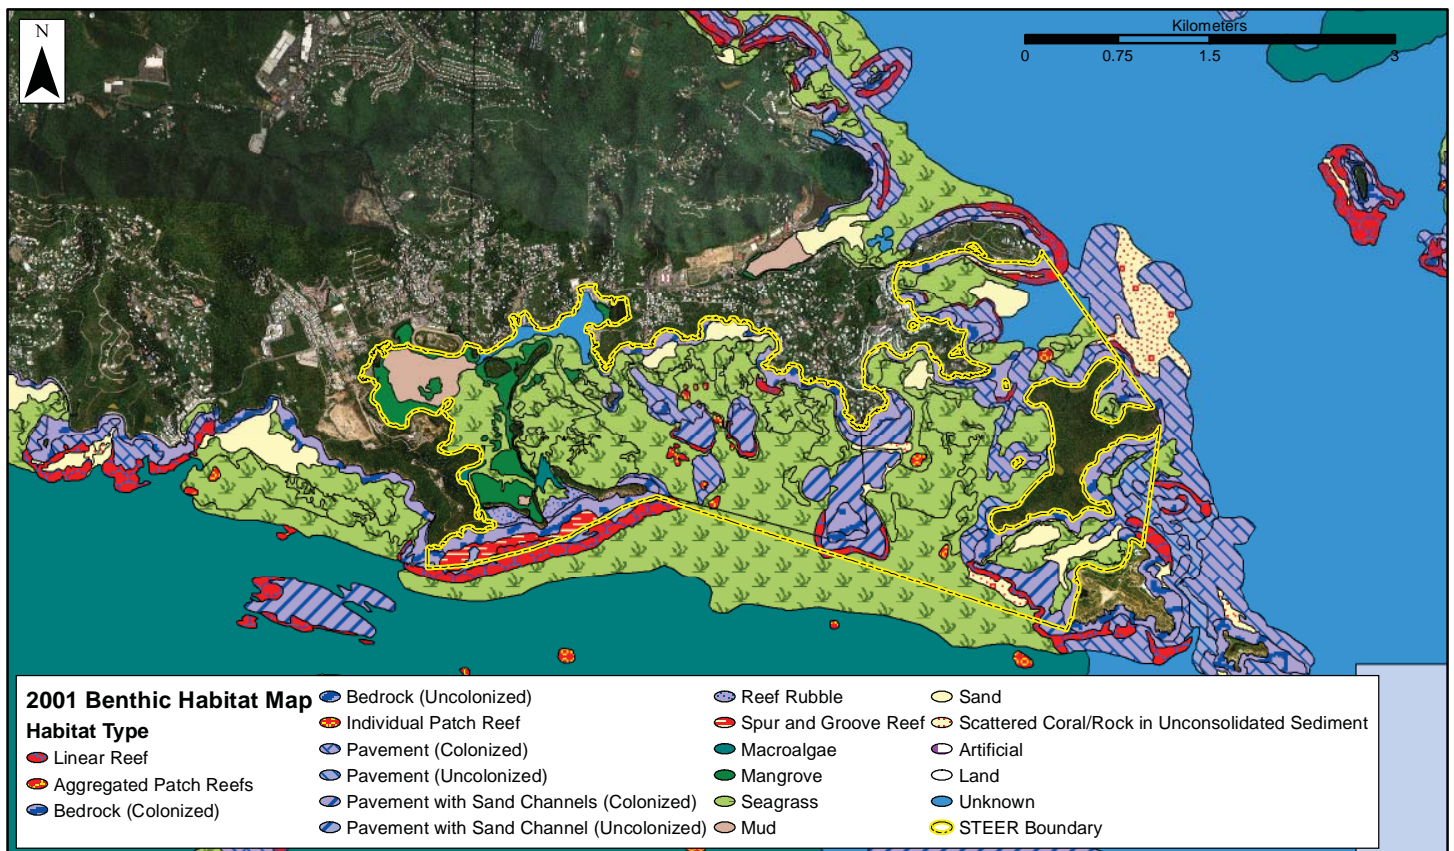 N
Kilometers
0 0.75 1.5 3
2001 Benthic Habitat Map
Habitat Type
Linear Reef
Aggregated Patch Reefs
Bedrock (Colonized)
Bedrock (Uncolonized)
Individual Patch Reef
Pavement (Colonized)
Pavement (Uncolonized)
Pavement with Sand Channels (Colonized)
Pavement with Sand Channel (Uncolonized)
Reef Rubble
Spur and Groove Reef
Macroalgae
Mangrove
Seagrass
Mud
Sand
Scattered Coral/Rock in Unconsolidated Sediment
Artificial
Land
Unknown
STEER Boundary